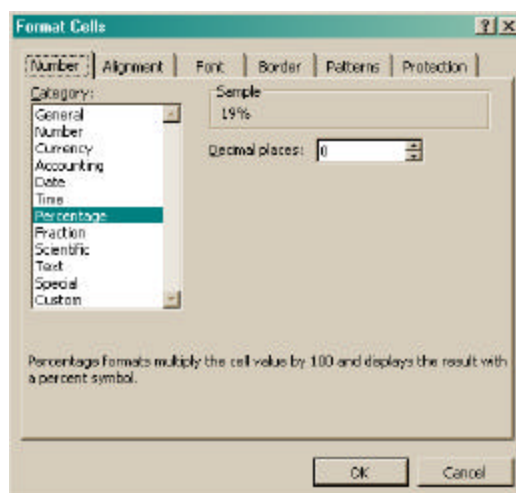 Format Cells
Number Alignment Font Border Patterns Protection
Category:
General
Number
Currency
Accounting
Date
Time
Percentage
Fraction
Scientific
Text
Special
Custom
Sample
19%
Decimal places: 0
Percentage formats multiply the cell value by 100 and displays the result with
a percent symbol.
OK Cancel